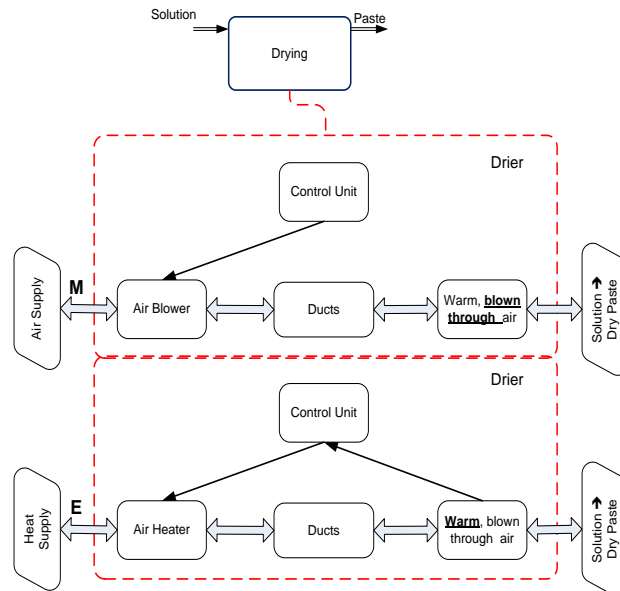 Solution
Paste
Drying
Drier
Control Unit
Air Supply
M
Air Blower
Ducts
Warm, blown
through air
Solution ➔
Dry Paste
Drier
Control Unit
Heat
Supply
E
Air Heater
Ducts
Warm, blown
through air
Solution ➔
Dry Paste